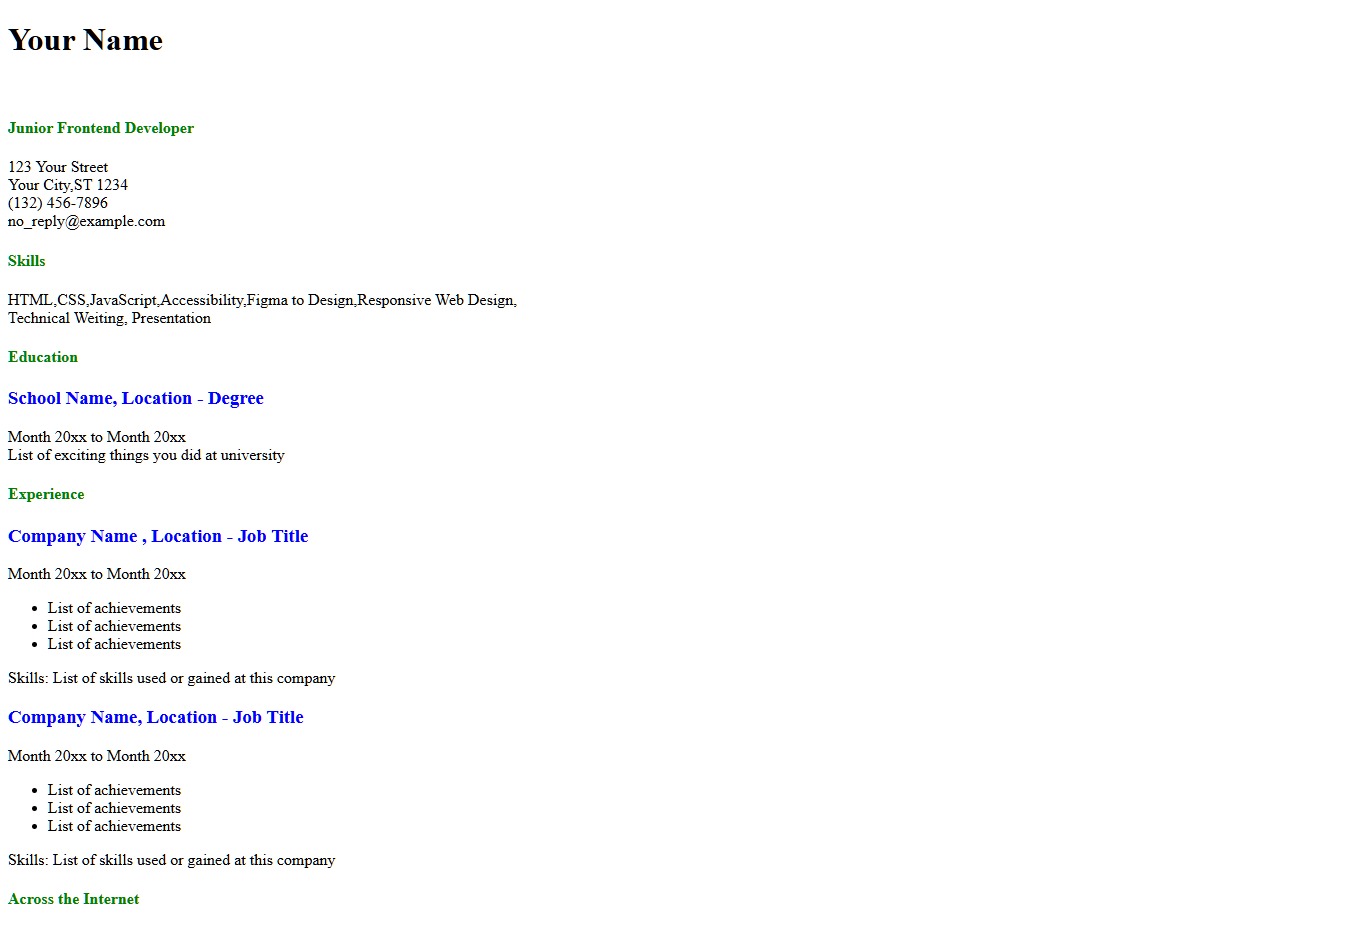 Your Name
Junior Frontend Developer
123 Your Street
Your City,ST 1234
(132) 456-7896
no_reply@example.com
Skills
HTML,CSS,JavaScript,Accessibility,Figma to Design,Responsive Web Design,
Technical Weiting, Presentation
Education
School Name, Location - Degree
Month 20xx to Month 20xx
List of exciting things you did at university
Experience
Company Name , Location - Job Title
Month 20xx to Month 20xx
• List of achievements
• List of achievements
• List of achievements
Skills: List of skills used or gained at this company
Company Name, Location - Job Title
Month 20xx to Month 20xx
• List of achievements
• List of achievements
• List of achievements
Skills: List of skills used or gained at this company
Across the Internet